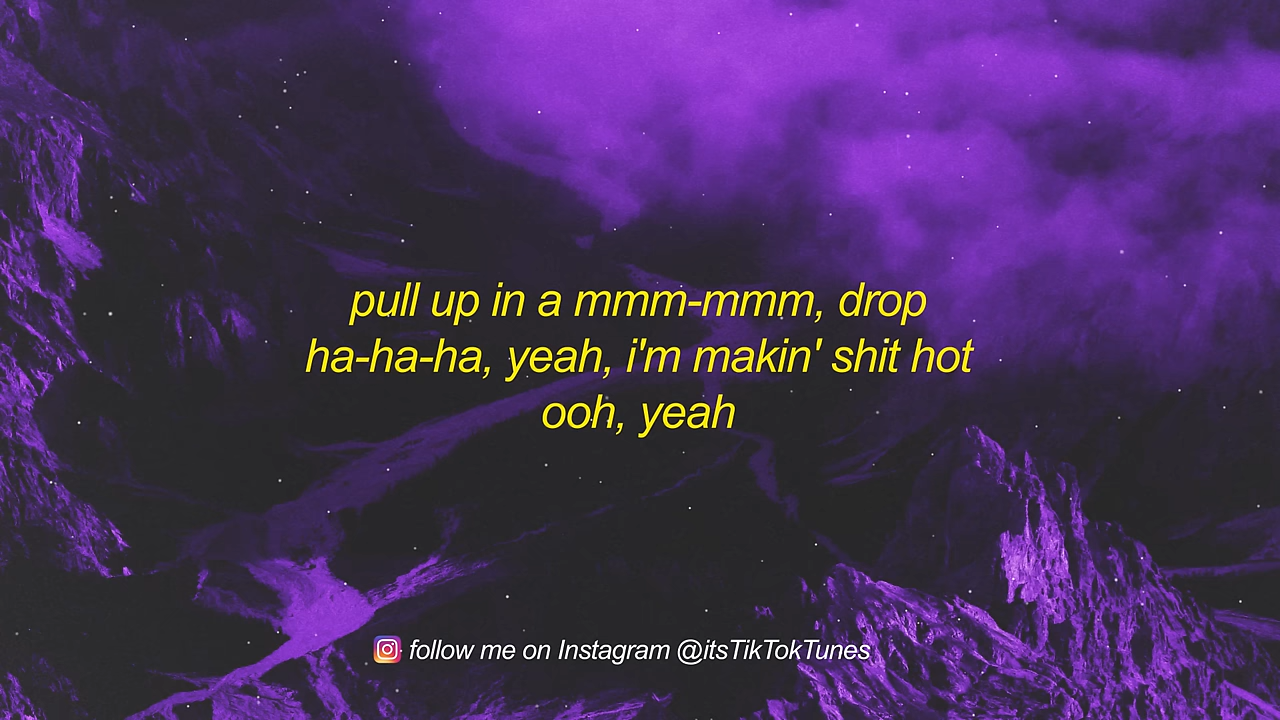 pull up in a mmm-mmm, drop
ha-ha-ha, yeah, i'm makin' shit hot
ooh, yeah
follow me on Instagram @itsTikTokTunes